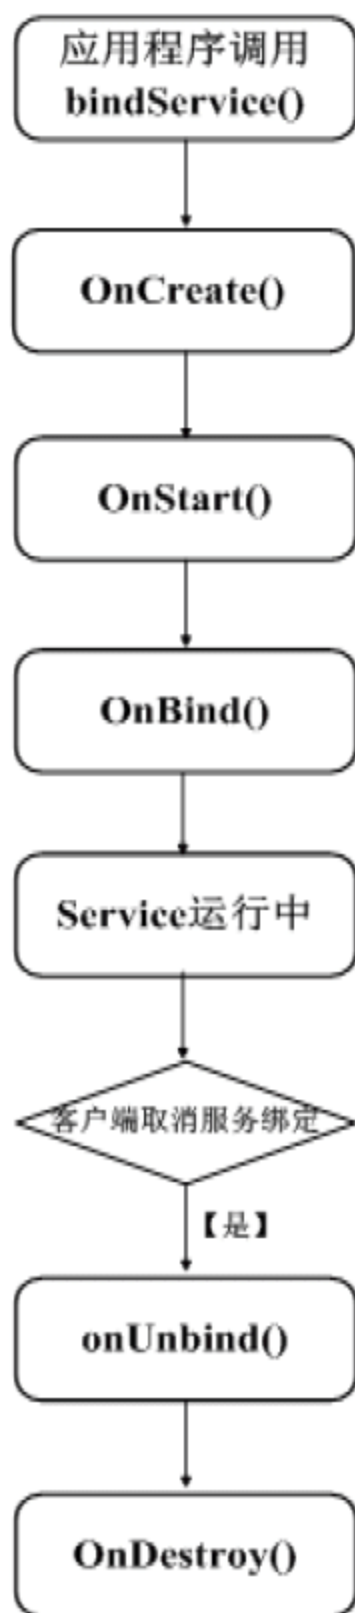 应用程序调用
bindService()
OnCreate()
OnStart()
OnBind()
Service运行中
客户端取消服务绑定
【是】
onUnbind()
OnDestroy()